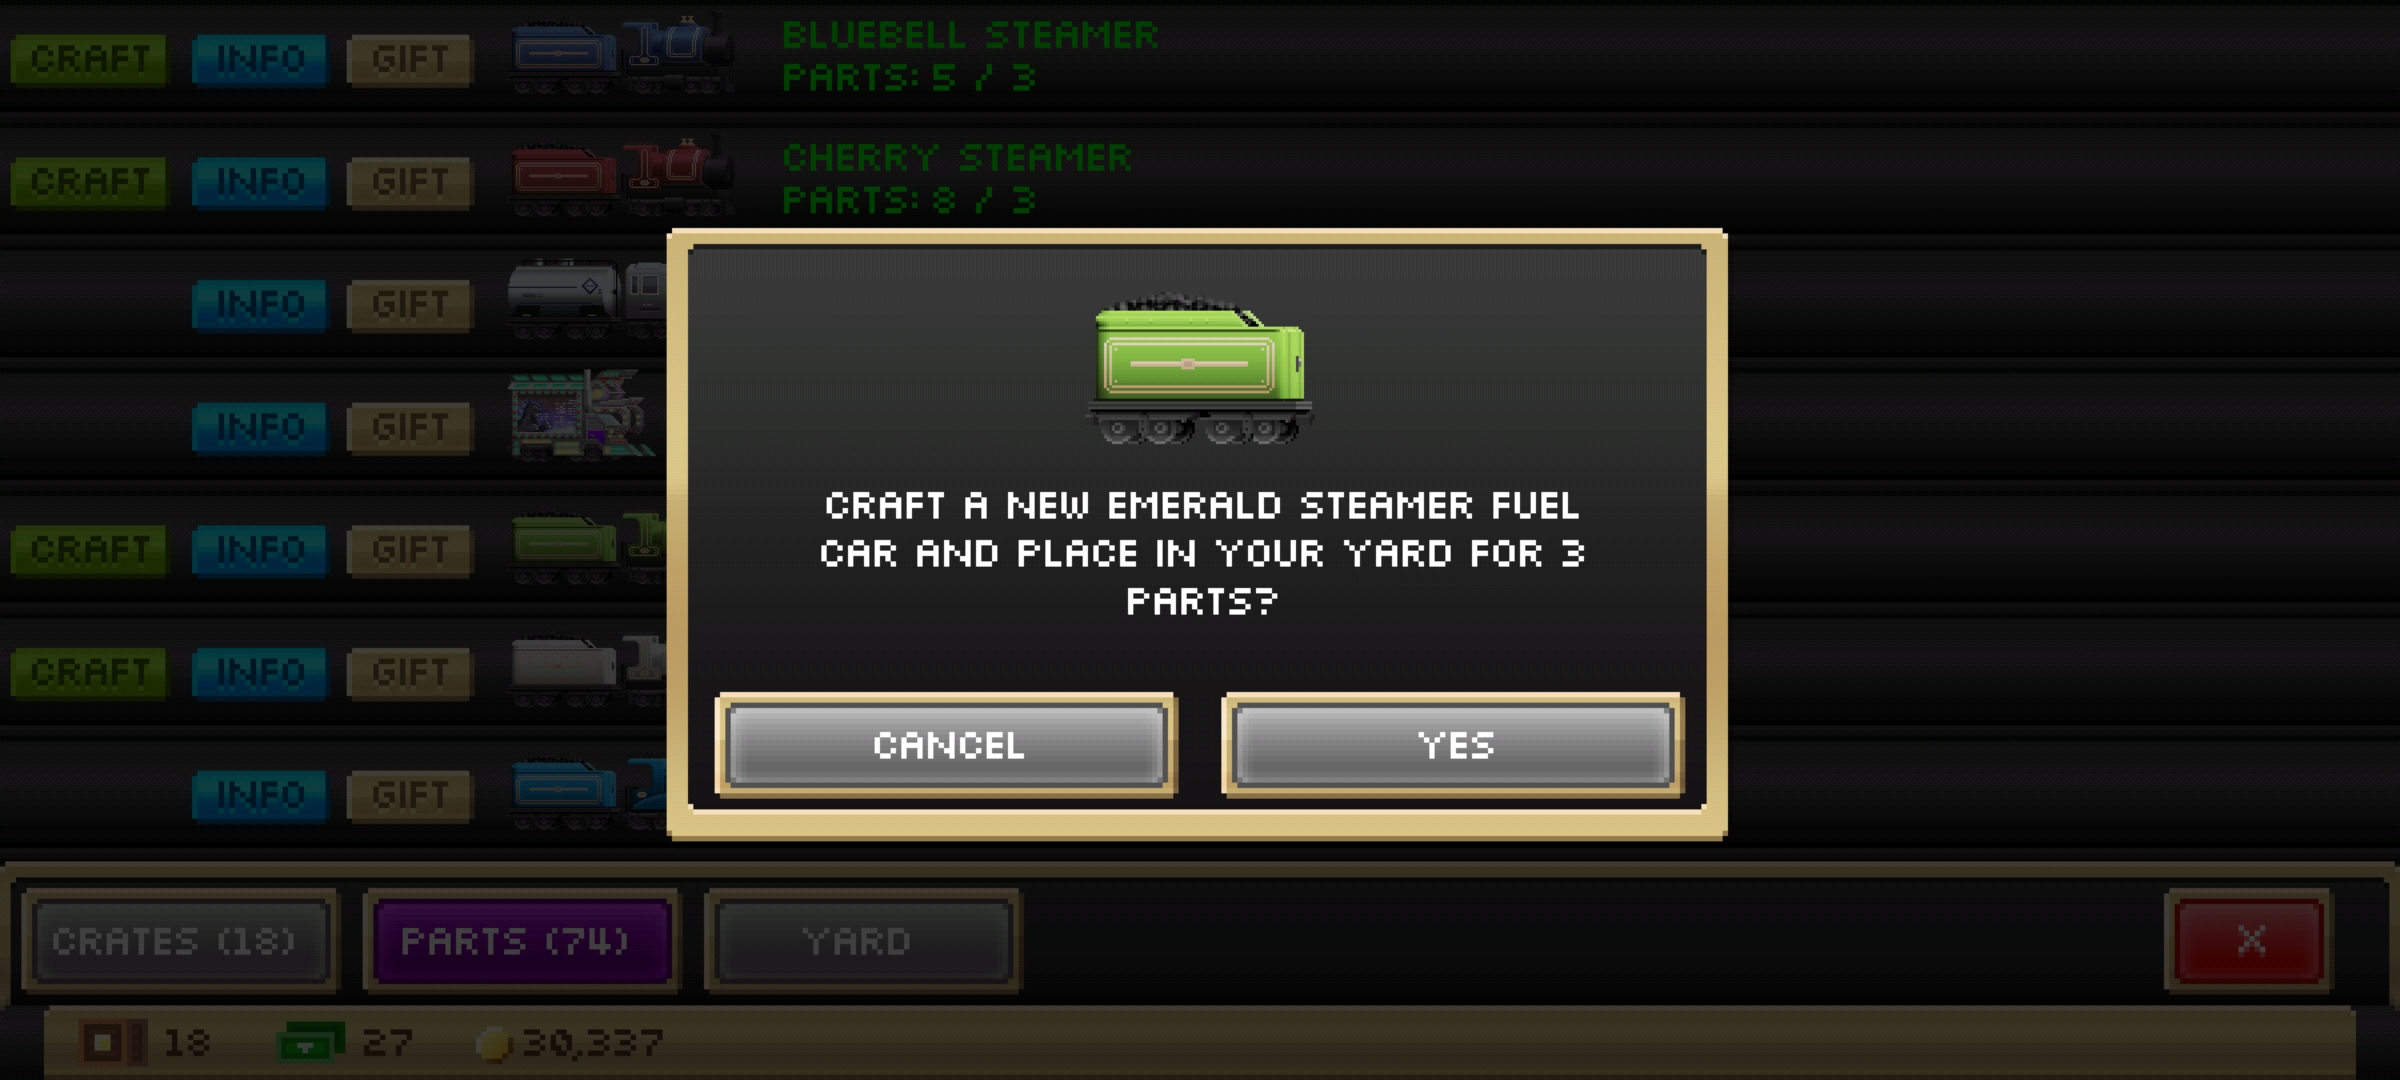 CRAFT INFO GIFT BLUEBELL STEAMER
PARTS: 5 / 3
CRAFT INFO GIFT CHERRY STEAMER
PARTS: 8 / 3
INFO GIFT
INFO GIFT
CRAFT INFO GIFT
CRAFT INFO GIFT
INFO GIFT
CRAFT A NEW EMERALD STEAMER FUEL
CAR AND PLACE IN YOUR YARD FOR 3
PARTS?
CANCEL YES
CRATES (18) PARTS (74) YARD X
18 27 30,337